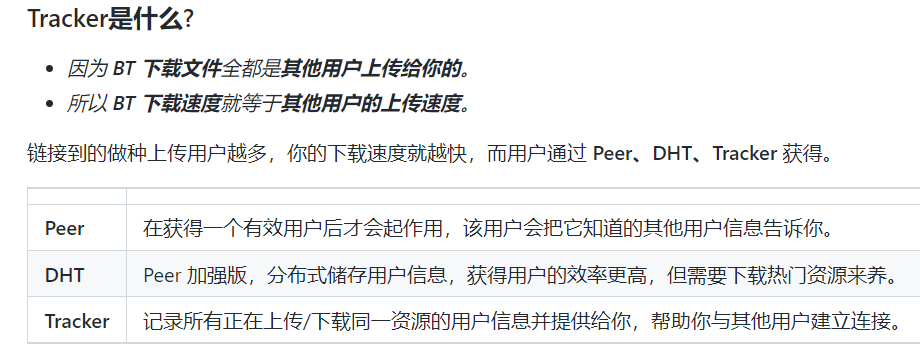 Tracker是什么?
因为 BT 下载文件全都是其他用户上传给你的。
所以 BT 下载速度就等于其他用户的上传速度。
链接到的做种上传用户越多，你的下载速度就越快，而用户通过 Peer、DHT、Tracker 获得。
Peer 在获得一个有效用户后才会起作用，该用户会把它知道的其他用户信息告诉你。
DHT Peer 加强版，分布式储存用户信息，获得用户的效率更高，但需要下载热门资源来养。
Tracker 记录所有正在上传/下载同一资源的用户信息并提供给你，帮助你与其他用户建立连接。